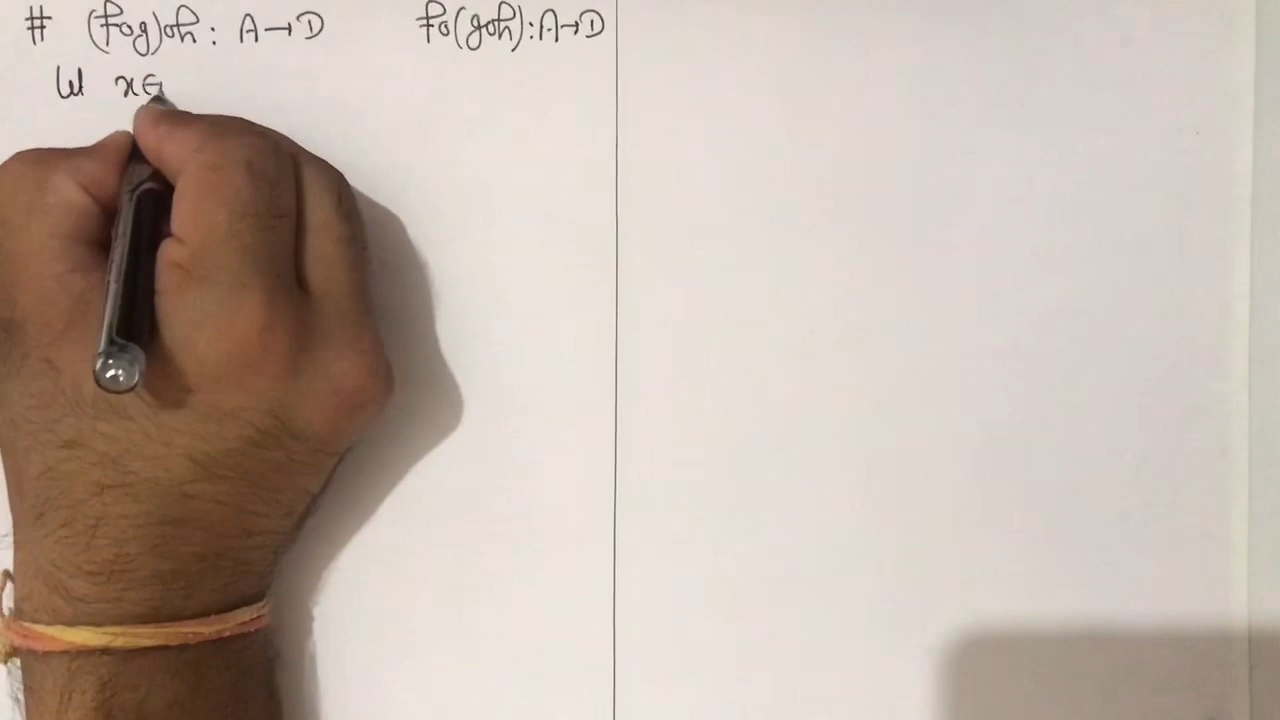 # (fog)oh : A→D fo(goh) : A→D
Let x∈